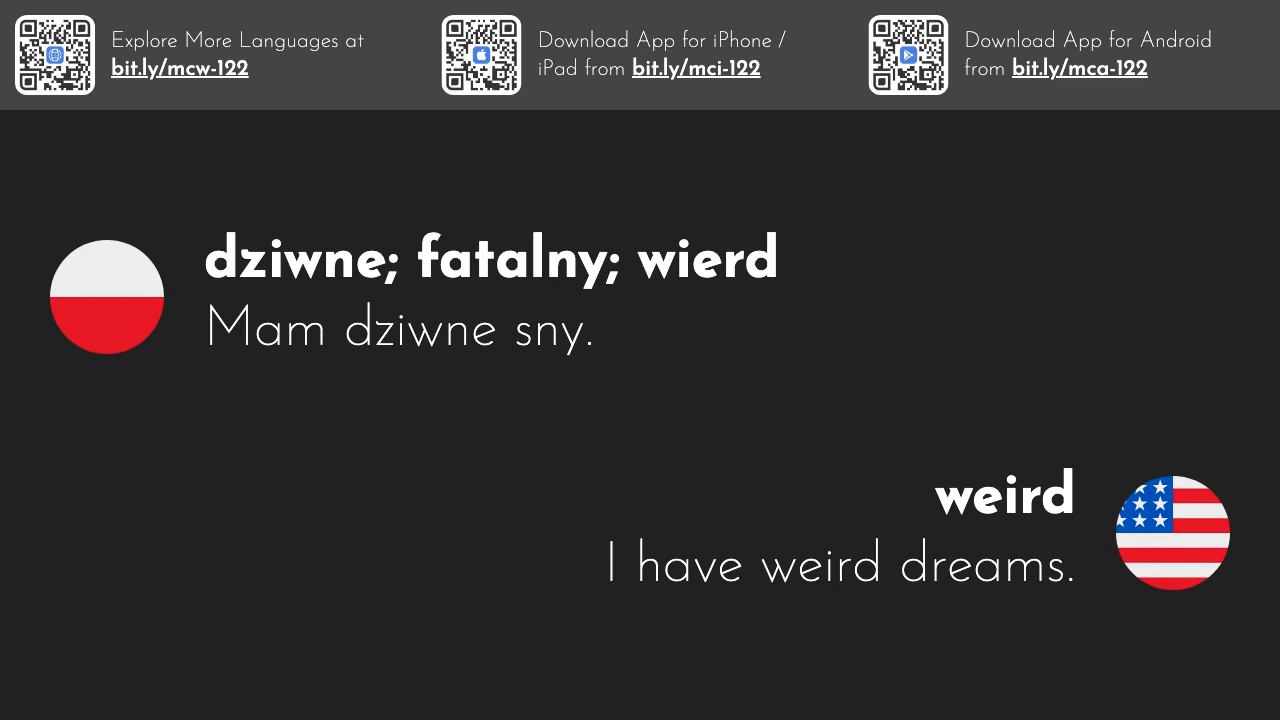 Explore More Languages at
bit.ly/mcw-122
Download App for iPhone /
iPad from bit.ly/mci-122
Download App for Android
from bit.ly/mca-122
dziwne; fatalny; wierd
Mam dziwne sny.
weird
I have weird dreams.